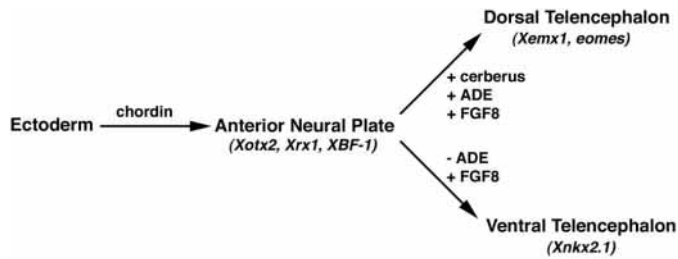 Dorsal Telencephalon
(Xemx1, eomes)
+ cerberus
+ ADE
+ FGF8
chordin
Ectoderm
Anterior Neural Plate
(Xotx2, Xrx1, XBF-1)
- ADE
+ FGF8
Ventral Telencephalon
(Xnkx2.1)